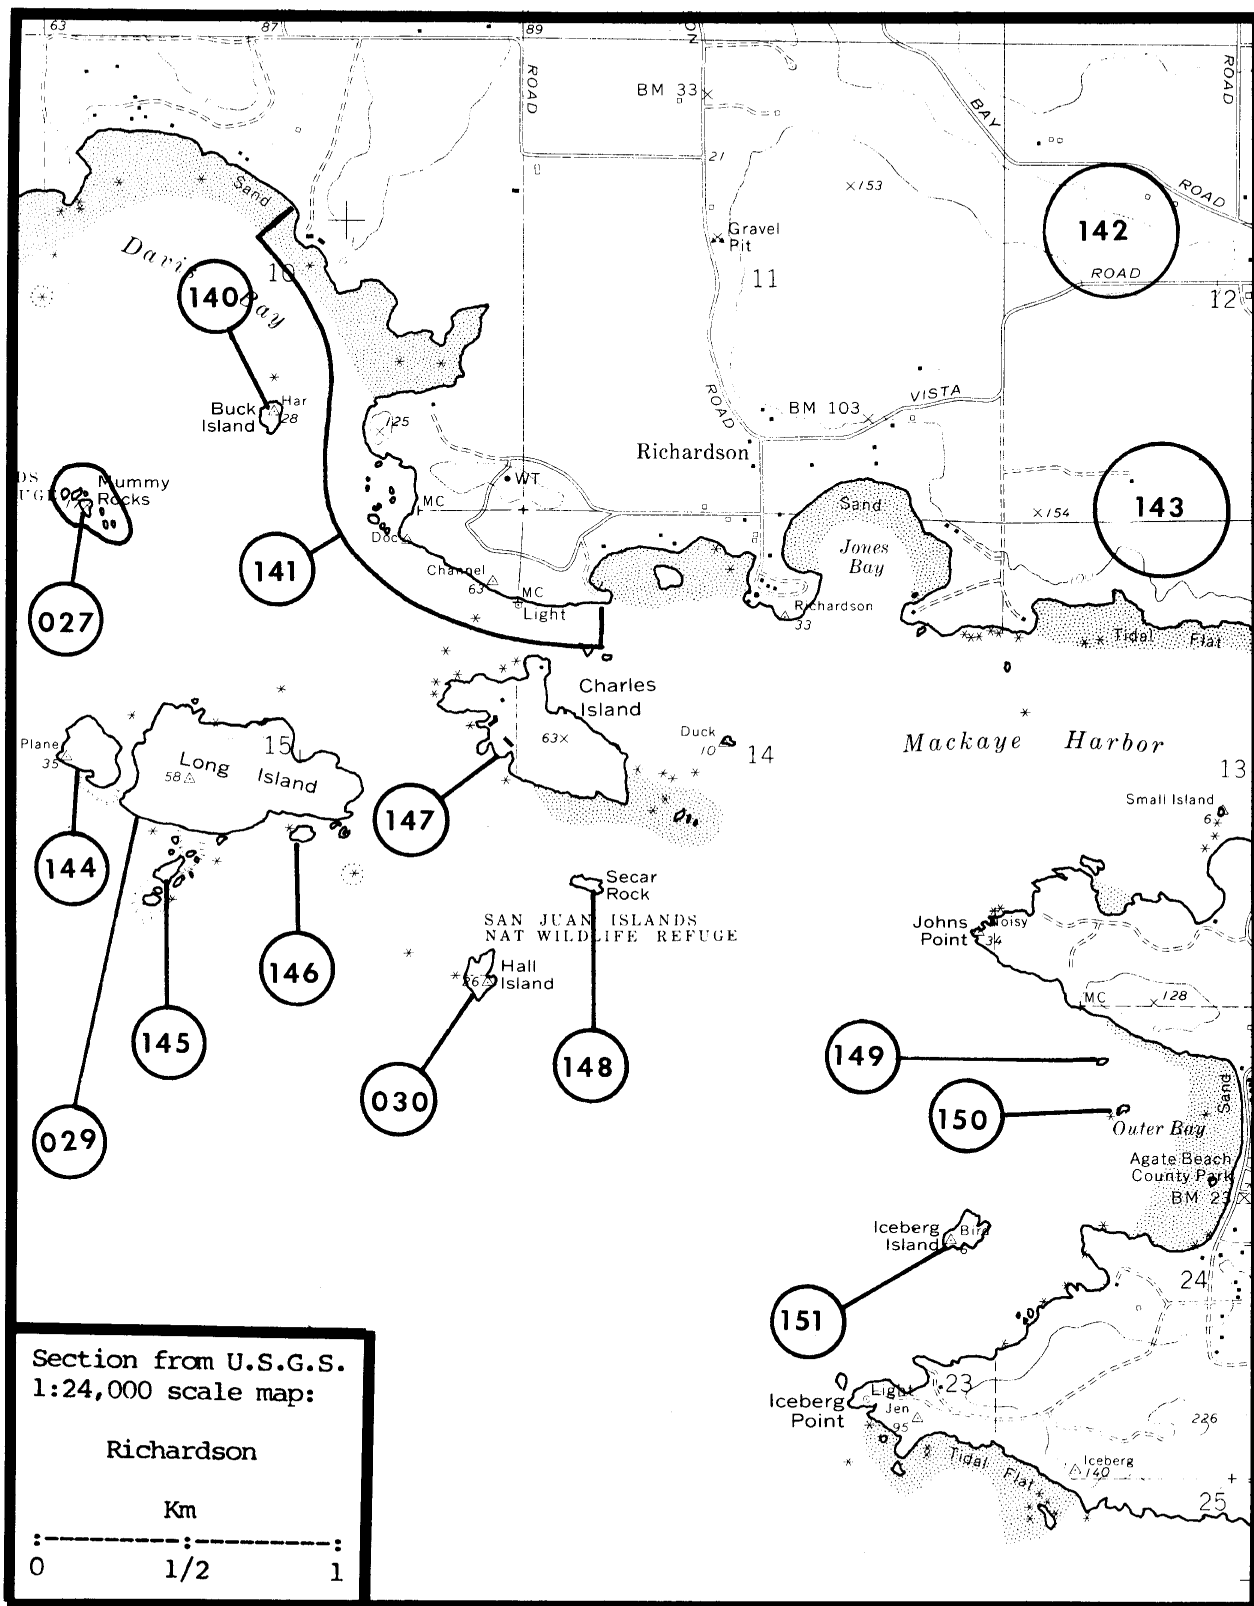 63
87
89
ROAD
BM 33
BAY
ROAD
21
×153
ROAD
Sand
Gravel
Pit
142
Davis Bay
10
140
11
ROAD
12
Har
28
Buck
Island
125
ROAD
BM 103
VISTA
Richardson
Mummy
Rocks
WT
MC
Sand
×154
143
Doc
Jones
Bay
141
Channel
63
MC
Light
027
Richardson
33
Tidal Flat
Charles
Island
Plane
35
15
Long Island
58
63×
Duck
10
14
Mackaye Harbor
13
Small Island
6
147
144
Secar
Rock
SAN JUAN ISLANDS
NAT WILDLIFE REFUGE
Johns
Point
Noisy
34
146
Hall
Island
26
MC
×128
145
148
149
030
150
Sand
029
Outer Bay
Agate Beach
County Park
BM 23
Iceberg
Island
Bird
6
24
151
Section from U.S.G.S.
1:24,000 scale map:
Richardson
Km
0 1/2 1
23
Iceberg
Point
Light
Jen
95
226
Tidal Flat
Iceberg
140
25